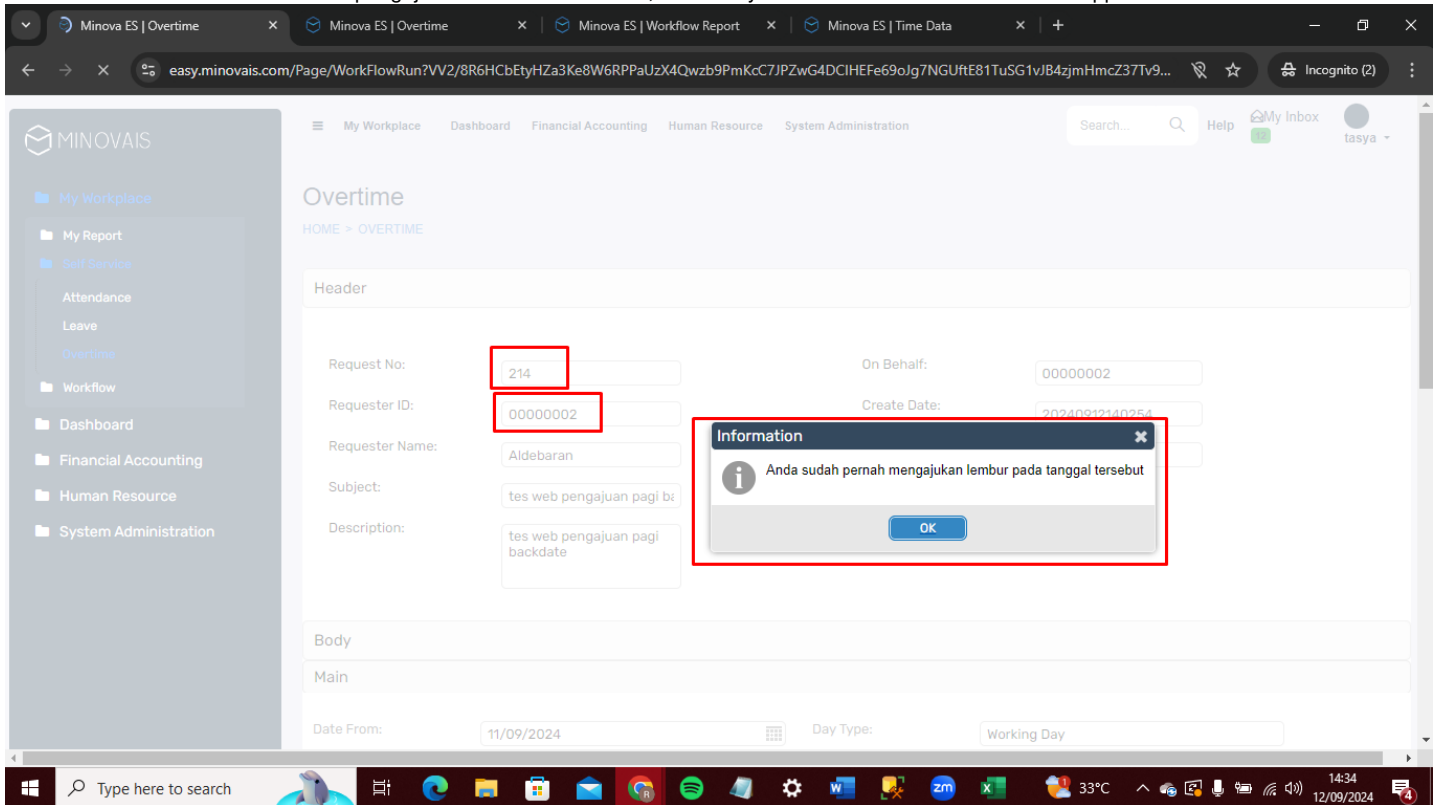 Minova ES | Overtime
Minova ES | Overtime
Minova ES | Workflow Report
Minova ES | Time Data
easy.minovais.com/Page/WorkFlowRun?VV2/8R6HCbEtyHZa3Ke8W6RPPaUzX4Qwzb9PmKcC7JPZwG4DCIHEFe69oJg7NGUftE81TuSG1vJB4zjmHmcZ37Tv9...
Incognito (2)
MINOVAIS
My Workplace Dashboard Financial Accounting Human Resource System Administration
Search... Help My Inbox 12 tasya
My Workplace
My Report
Self Service
Attendance
Leave
Overtime
Workflow
Dashboard
Financial Accounting
Human Resource
System Administration
Overtime
HOME > OVERTIME
Header
Request No: 214 On Behalf: 00000002
Requester ID: 00000002 Create Date: 20240912140254
Requester Name: Aldebaran
Subject: tes web pengajuan pagi ba
Description: tes web pengajuan pagi
backdate
Information
Anda sudah pernah mengajukan lembur pada tanggal tersebut
OK
Body
Main
Date From: 11/09/2024 Day Type: Working Day
Type here to search
33°C
14:34
12/09/2024
4